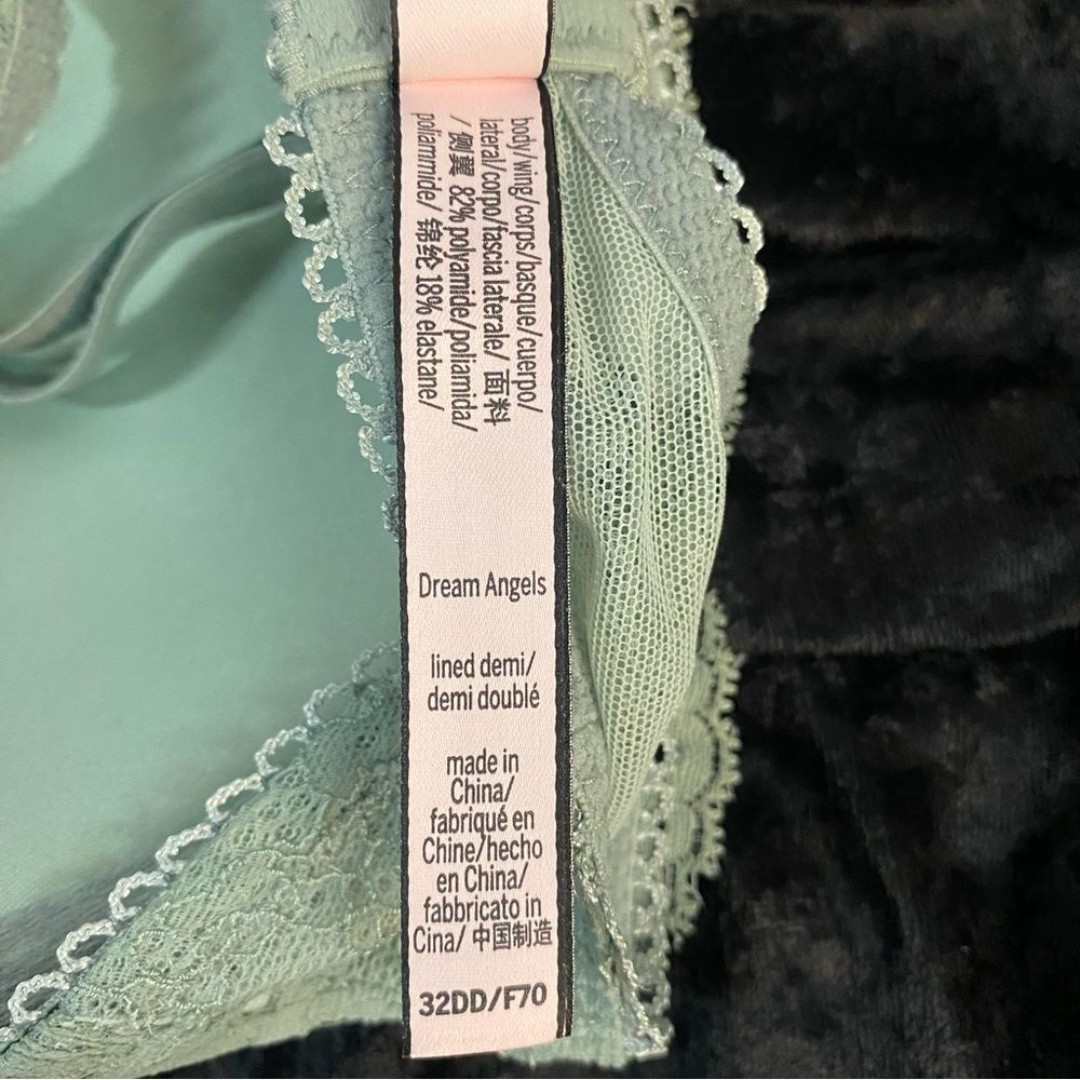 body/wing/corps/basque/cuerpo/
lateral/corpo/fascia laterale/ 面料
/ 侧翼 82% polyamide/poliamida/
poliammide/ 锦纶 18% elastane/
Dream Angels
lined demi/
demi doublé
made in
China/
fabriqué en
Chine/hecho
en China/
fabbricato in
Cina/ 中国制造
32DD/F70